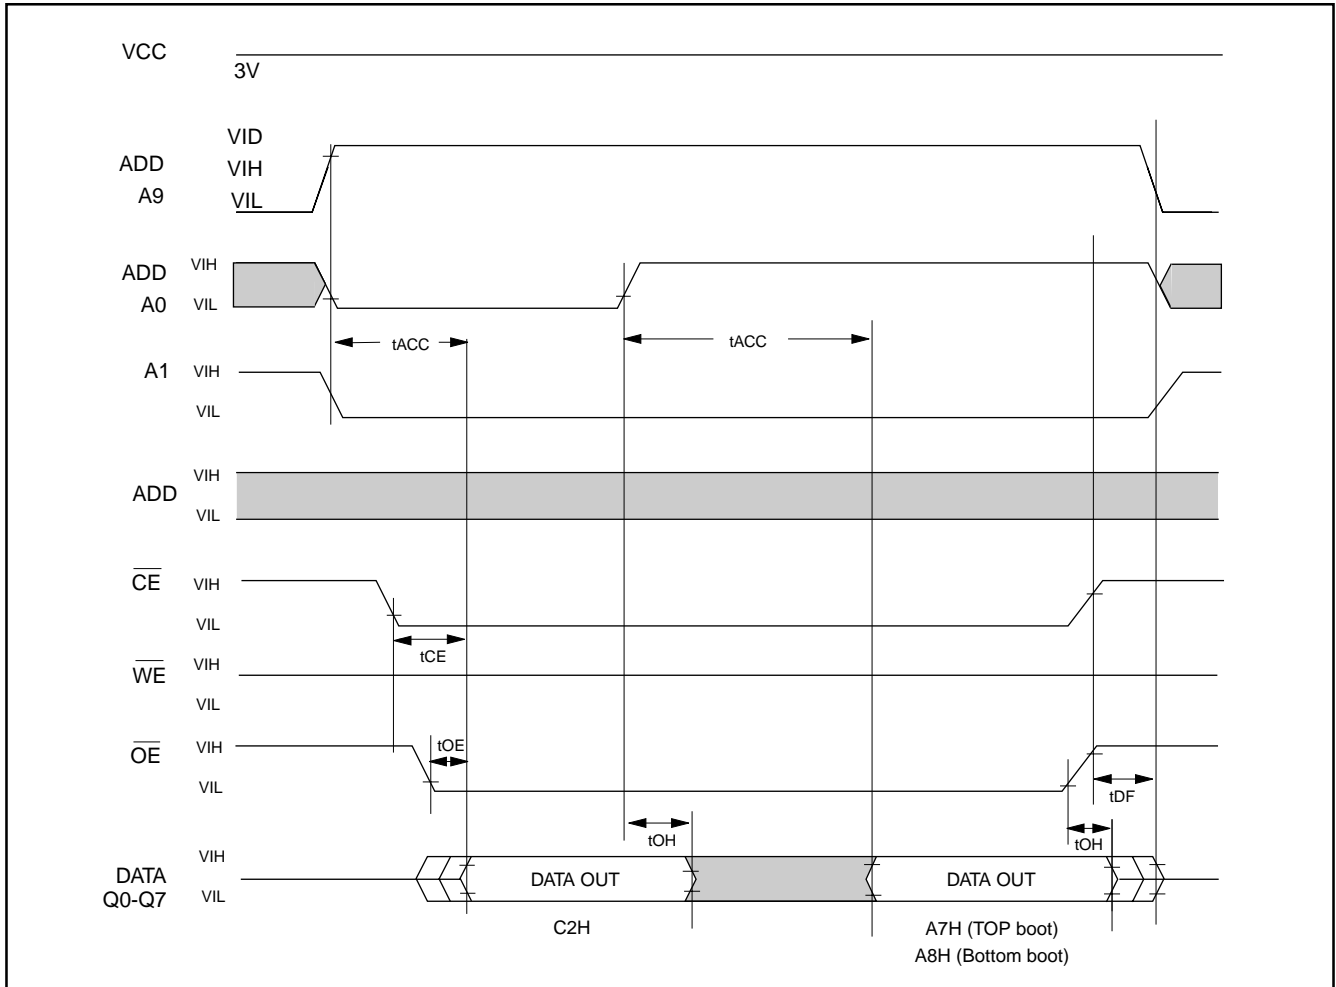 VCC
3V
VID
ADD
VIH
A9
VIL
VIH
ADD
A0
VIL
tACC
tACC
A1
VIH
VIL
VIH
ADD
VIL
CE
VIH
VIL
tCE
VIH
WE
VIL
tOE
VIH
OE
VIL
tDF
tOH
tOH
VIH
DATA
Q0-Q7
VIL
DATA OUT
DATA OUT
C2H
A7H (TOP boot)
A8H (Bottom boot)